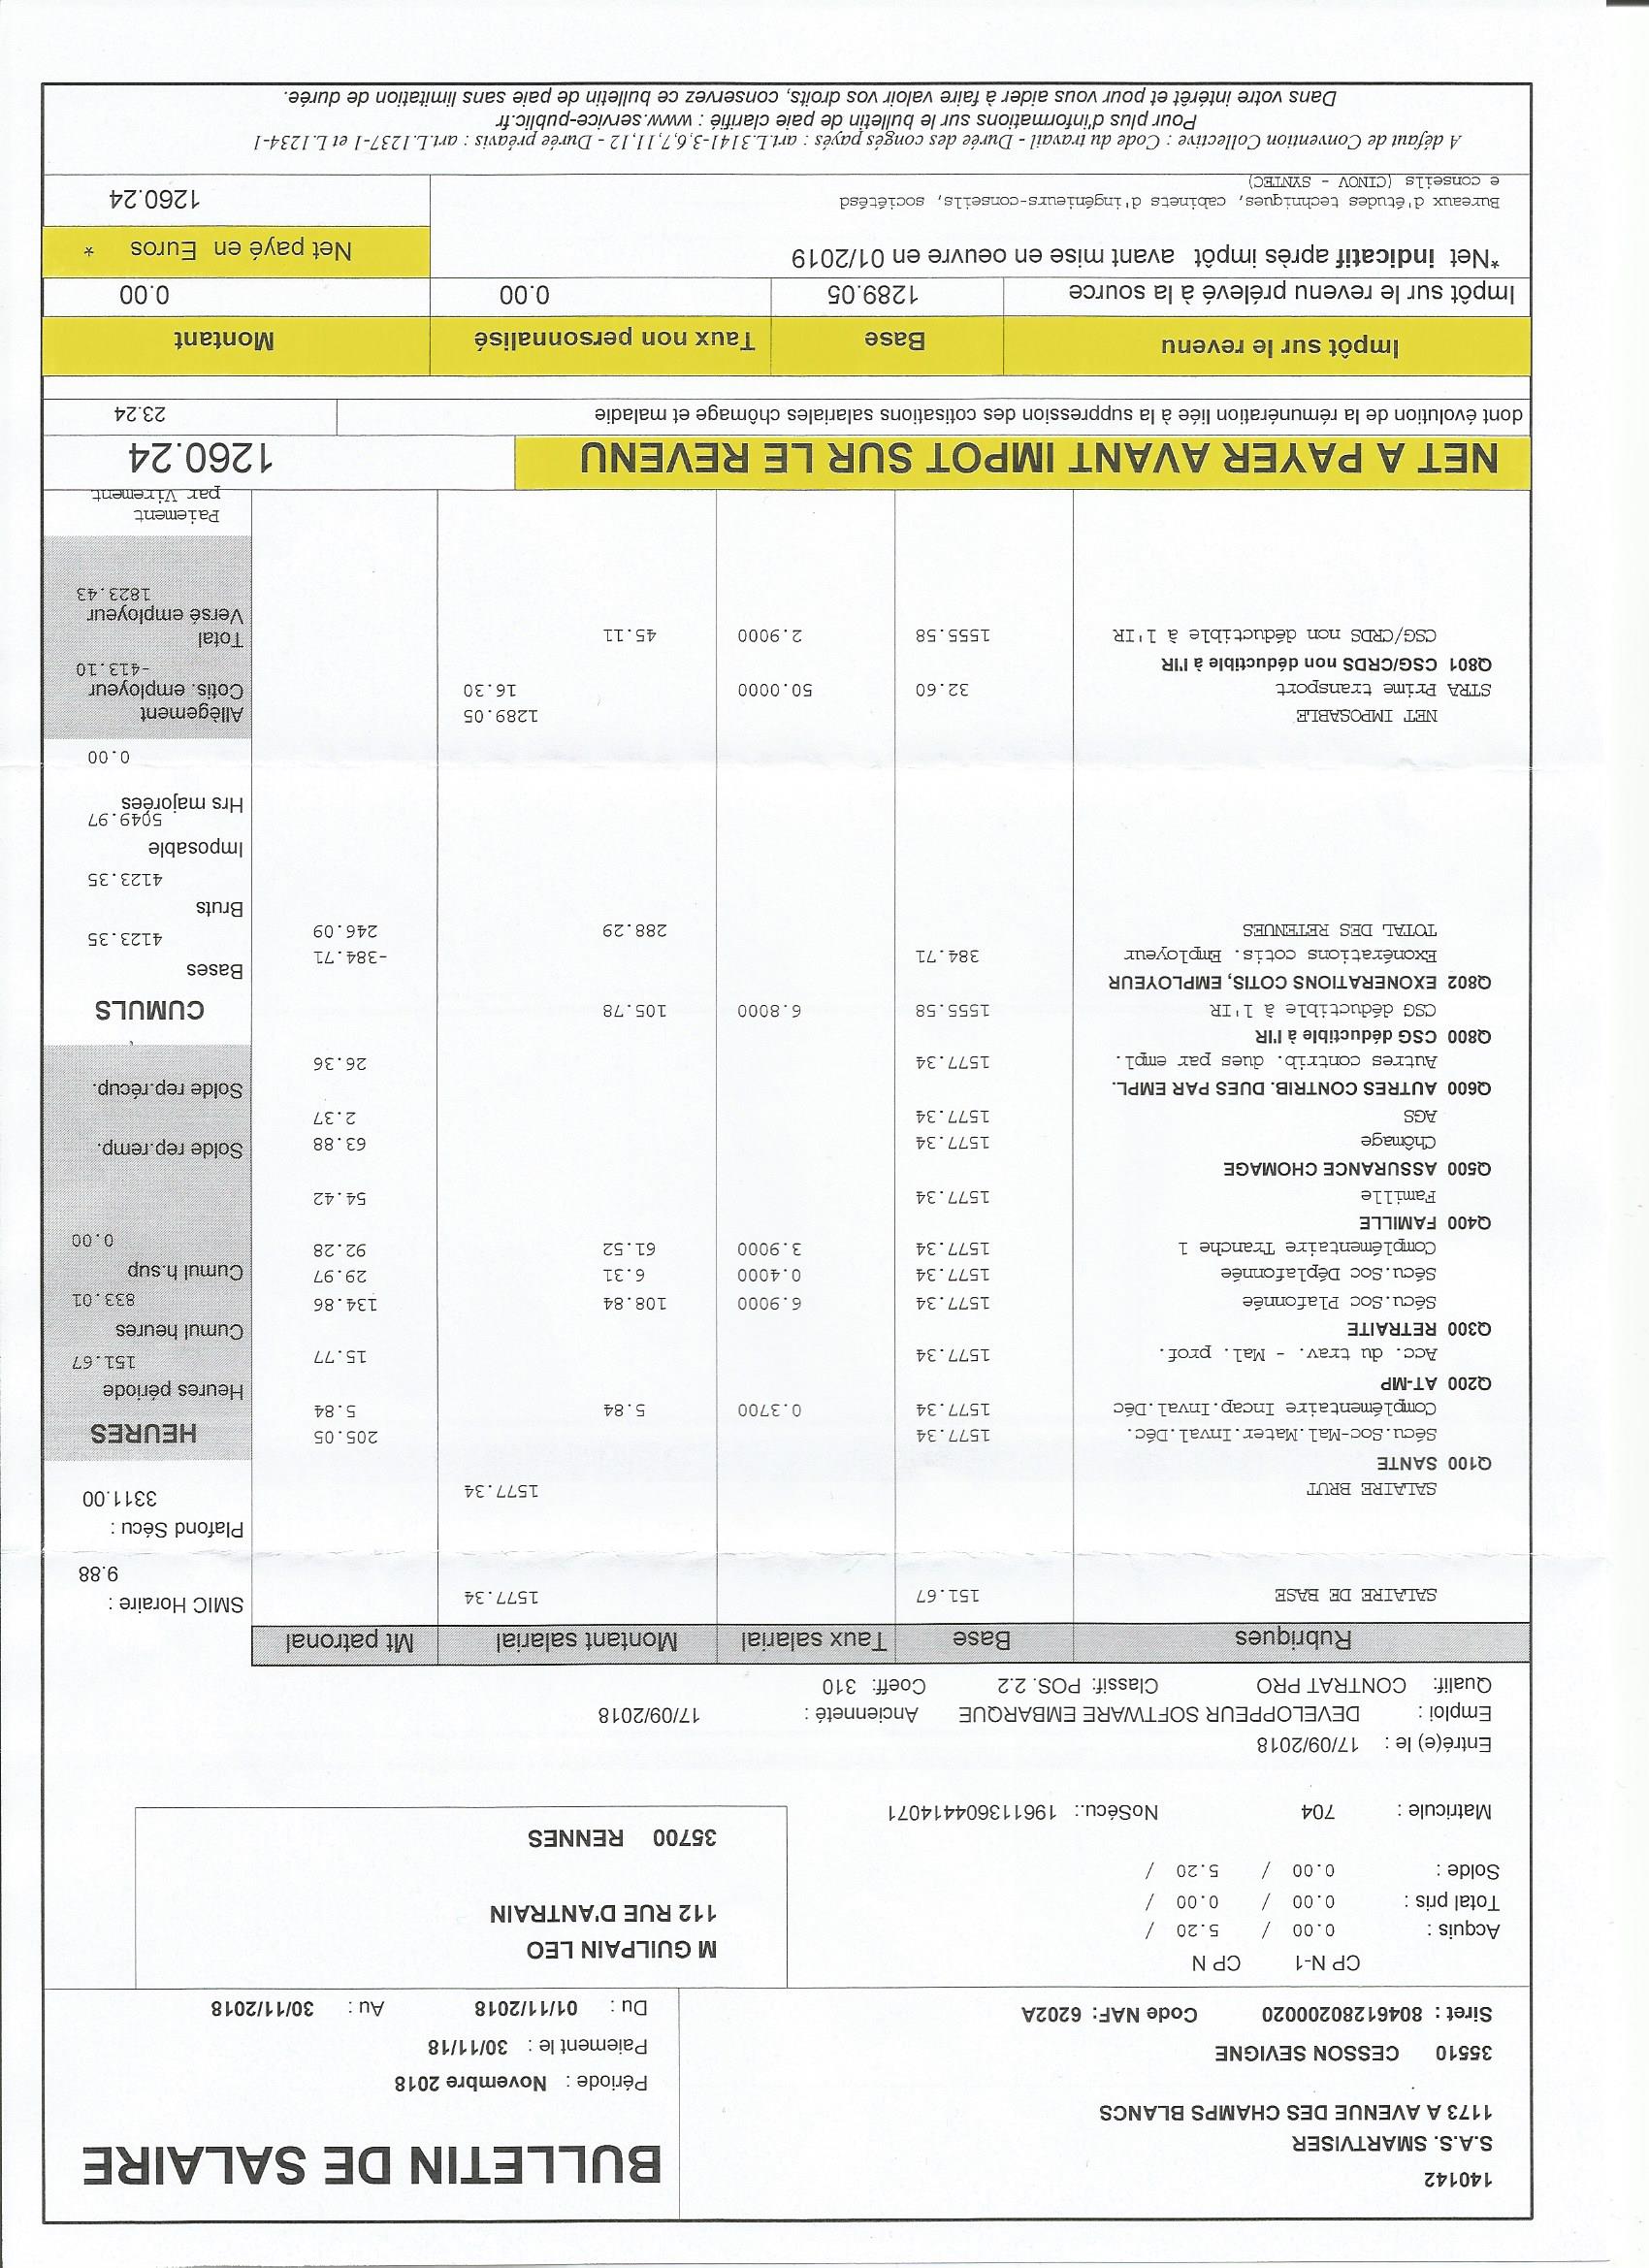 140142
S.A.S. SMARTVISER
1173 A AVENUE DES CHAMPS BLANCS
35510 CESSON SEVIGNE
Siret : 80461280200020 Code NAF: 6202A
BULLETIN DE SALAIRE
Période : Novembre 2018
Paiement le : 30/11/18
Du : 01/11/2018 Au : 30/11/2018
CP N-1 CP N
Acquis : 0.00 / 5.20 /
Total pris : 0.00 / 0.00 /
Solde : 0.00 / 5.20 /
Matricule : 704 NoSécu.: 196113604414071
M GUILPAIN LEO
112 RUE D'ANTRAIN
35700 RENNES
Entré(e) le : 17/09/2018
Emploi : DEVELOPPEUR SOFTWARE EMBARQUE Ancienneté : 17/09/2018
Qualif: CONTRAT PRO Classif: POS. 2.2 Coeff: 310
Rubriques Base Taux salarial Montant salarial Mt patronal
SALAIRE DE BASE 151.67 1577.34
SALAIRE BRUT 1577.34
Q100 SANTE
Sécu.Soc-Mal.Mater.Inval.Déc. 1577.34 205.05
Complémentaire Incap.Inval.Déc 1577.34 0.3700 5.84 5.84
Q200 AT-MP
Acc. du trav. - Mal. prof. 1577.34 15.77
Q300 RETRAITE
Sécu.Soc Plafonnée 1577.34 6.9000 108.84 134.86
Sécu.Soc Déplafonnée 1577.34 0.4000 6.31 29.97
Complémentaire Tranche 1 1577.34 3.9000 61.52 92.28
Q400 FAMILLE
Famille 1577.34 54.42
Q500 ASSURANCE CHOMAGE
Chômage 1577.34 63.88
AGS 1577.34 2.37
Q600 AUTRES CONTRIB. DUES PAR EMPL.
Autres contrib. dues par empl. 1577.34 26.36
Q800 CSG déductible à l'IR
CSG déductible à l'IR 1555.58 6.8000 105.78
Q802 EXONERATIONS COTIS, EMPLOYEUR
Exonérations cotis. Employeur 384.71 -384.71
TOTAL DES RETENUES 288.29 246.09
NET IMPOSABLE 1289.05
STRA Prime transport 32.60 50.0000 16.30
Q801 CSG/CRDS non déductible à l'IR
CSG/CRDS non déductible à l'IR 1555.58 2.9000 45.11
SMIC Horaire :
9.88
Plafond Sécu :
3311.00
HEURES
Heures période
151.67
Cumul heures
833.01
Cumul h.sup
0.00
Solde rep.remp.
Solde rep.récup.
CUMULS
Bases
4123.35
Bruts
4123.35
Imposable
5049.97
Hrs majorées
0.00
Allègement
Cotis. employeur
-413.10
Total
Versé employeur
1823.43
Paiement
par Virement
NET A PAYER AVANT IMPOT SUR LE REVENU 1260.24
dont évolution de la rémunération liée à la suppression des cotisations salariales chômage et maladie 23.24
Impôt sur le revenu Base Taux non personnalisé Montant
Impôt sur le revenu prélevé à la source 1289.05 0.00 0.00
*Net indicatif après impôt avant mise en oeuvre en 01/2019
Net payé en Euros *
1260.24
Bureaux d'études techniques, cabinets d'ingénieurs-conseils, sociétésd
e conseils (CINOV - SYNTEC)
A défaut de Convention Collective : Code du travail - Durée des congés payés : art.L.3141-3,6,7,11,12 - Durée préavis : art.L.1237-1 et L.1234-1
Pour plus d'informations sur le bulletin de paie clarifié : www.service-public.fr
Dans votre intérêt et pour vous aider à faire valoir vos droits, conservez ce bulletin de paie sans limitation de durée.